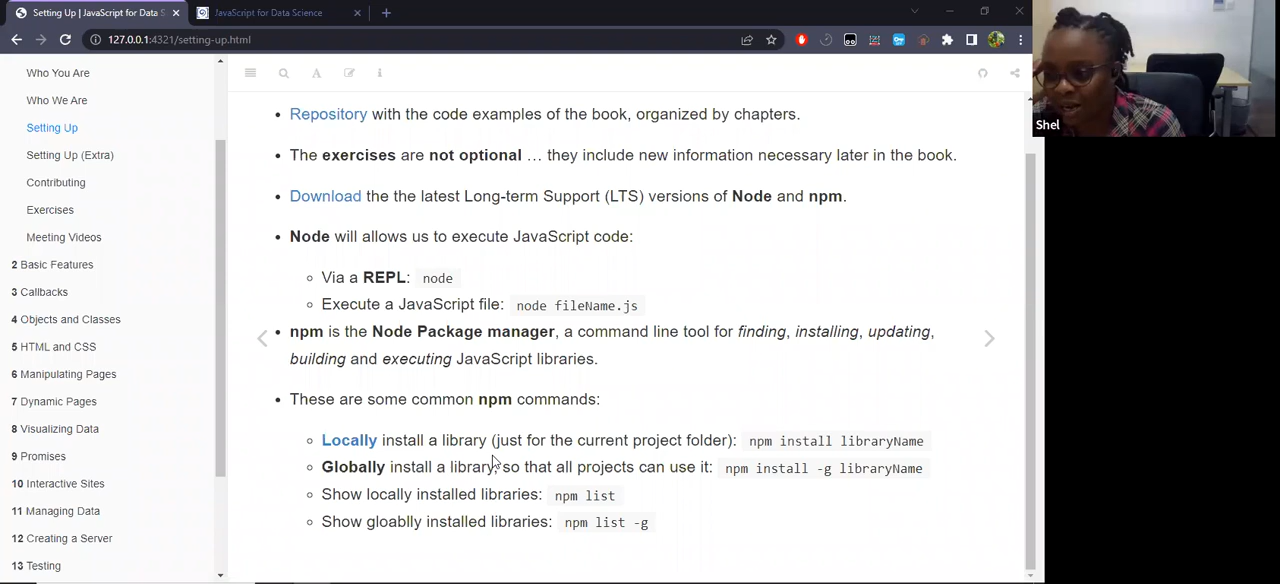 Setting Up | JavaScript for Data S
JavaScript for Data Science
127.0.0.1:4321/setting-up.html
Shel
Who You Are
Who We Are
Setting Up
Setting Up (Extra)
Contributing
Exercises
Meeting Videos
2 Basic Features
3 Callbacks
4 Objects and Classes
5 HTML and CSS
6 Manipulating Pages
7 Dynamic Pages
8 Visualizing Data
9 Promises
10 Interactive Sites
11 Managing Data
12 Creating a Server
13 Testing
Repository with the code examples of the book, organized by chapters.
The exercises are not optional … they include new information necessary later in the book.
Download the the latest Long-term Support (LTS) versions of Node and npm.
Node will allows us to execute JavaScript code:
Via a REPL: node
Execute a JavaScript file: node fileName.js
npm is the Node Package manager, a command line tool for finding, installing, updating,
building and executing JavaScript libraries.
These are some common npm commands:
Locally install a library (just for the current project folder): npm install libraryName
Globally install a library, so that all projects can use it: npm install -g libraryName
Show locally installed libraries: npm list
Show gloablly installed libraries: npm list -g